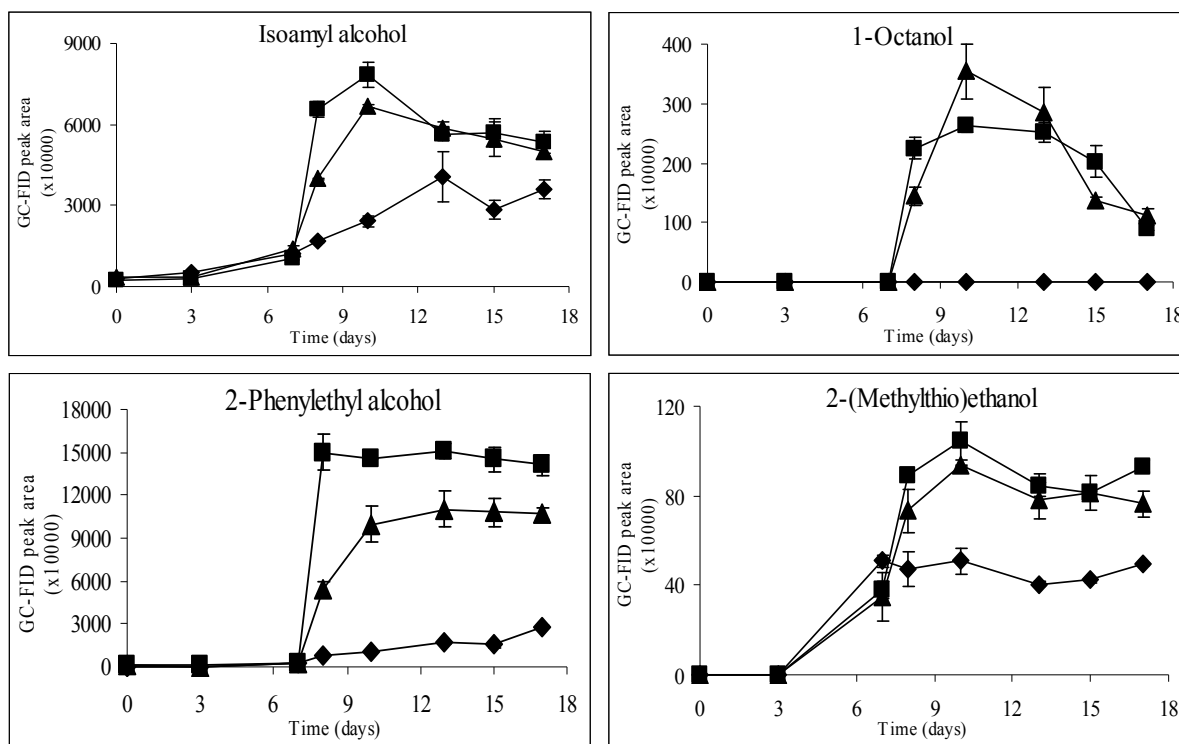 Isoamyl alcohol
GC-FID peak area
(x10000)
9000
6000
3000
0
0 3 6 9 12 15 18
Time (days)
1-Octanol
GC-FID peak area
(x10000)
400
300
200
100
0
0 3 6 9 12 15 18
Time (days)
2-Phenylethyl alcohol
GC-FID peak area
(x10000)
18000
15000
12000
9000
6000
3000
0
0 3 6 9 12 15 18
Time (days)
2-(Methylthio)ethanol
GC-FID peak area
(x10000)
120
80
40
0
0 3 6 9 12 15 18
Time (days)